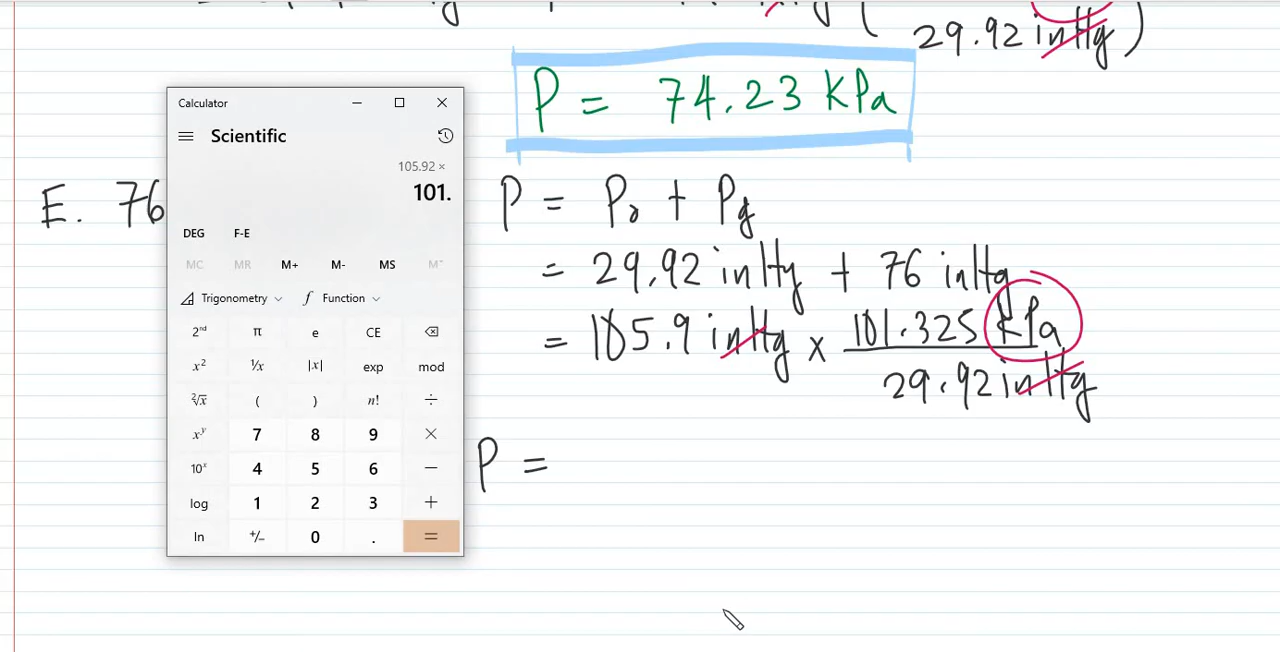 29.92 inHg)
P = 74.23 KPa
Calculator
Scientific
105.92 ×
101.
DEG F-E
MC MR M+ M- MS M˅
Trigonometry f Function
2ⁿᵈ π e CE
x² ¹/x |x| exp mod
²√x ( ) n! ÷
xʸ 7 8 9 ×
10ˣ 4 5 6 −
log 1 2 3 +
ln +/− 0 . =
E. 76
P = P₀ + Pg
= 29.92 inHg + 76 inHg
= 105.9 inHg × 101.325 kPa
29.92 inHg
P =